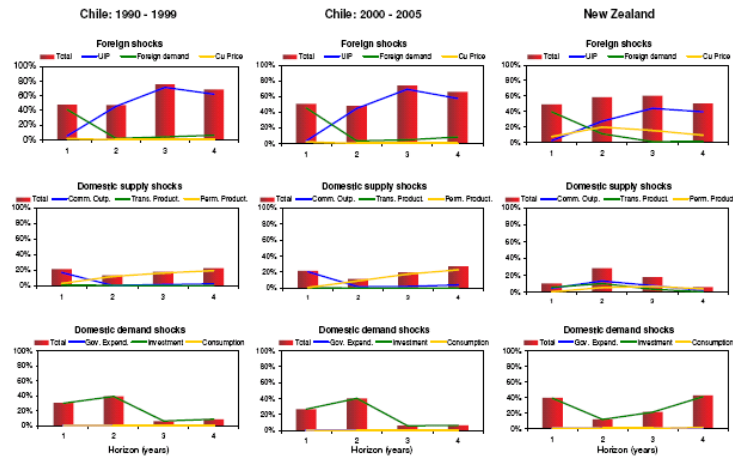 Chile: 1990 - 1999 Chile: 2000 - 2005 New Zealand
Foreign shocks Foreign shocks Foreign shocks
Total UIP Foreign demand Cu Price Total UIP Foreign demand Cu Price Total UIP Foreign demand Cu Price
100% 100% 100%
80% 80% 80%
60% 60% 60%
40% 40% 40%
20% 20% 20%
0% 0% 0%
1 2 3 4 1 2 3 4 1 2 3 4
Domestic supply shocks Domestic supply shocks Domestic supply shocks
Total Comm. Outp. Trans. Product. Perm. Product. Total Comm. Outp. Trans. Product. Perm. Product. Total Comm. Outp. Trans. Product. Perm. Product.
100% 100% 100%
80% 80% 80%
60% 60% 60%
40% 40% 40%
20% 20% 20%
0% 0% 0%
1 2 3 4 1 2 3 4 1 2 3 4
Domestic demand shocks Domestic demand shocks Domestic demand shocks
Total Gov. Expend. Investment Consumption Total Gov. Expend. Investment Consumption Total Gov. Expend. Investment Consumption
100% 100% 100%
80% 80% 80%
60% 60% 60%
40% 40% 40%
20% 20% 20%
0% 0% 0%
1 2 3 4 1 2 3 4 1 2 3 4
Horizon (years) Horizon (years) Horizon (years)